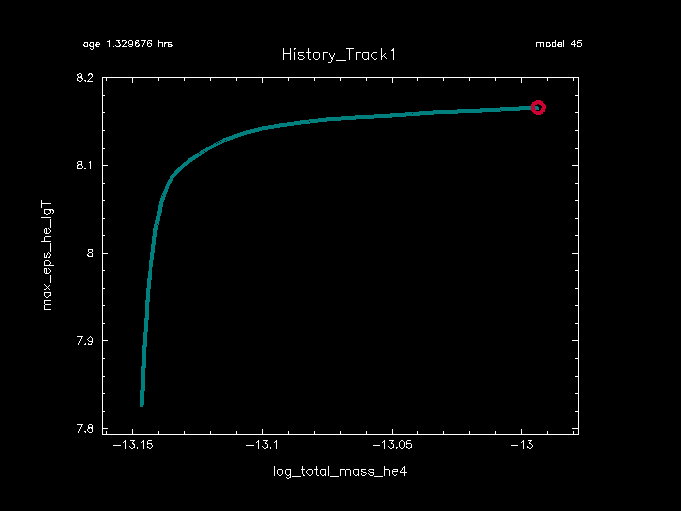 age 1.329676 hrs
model 45
History_Track1
8.2
8.1
8
7.9
7.8
max_eps_he_lgT
−13.15
−13.1
−13.05
−13
log_total_mass_he4